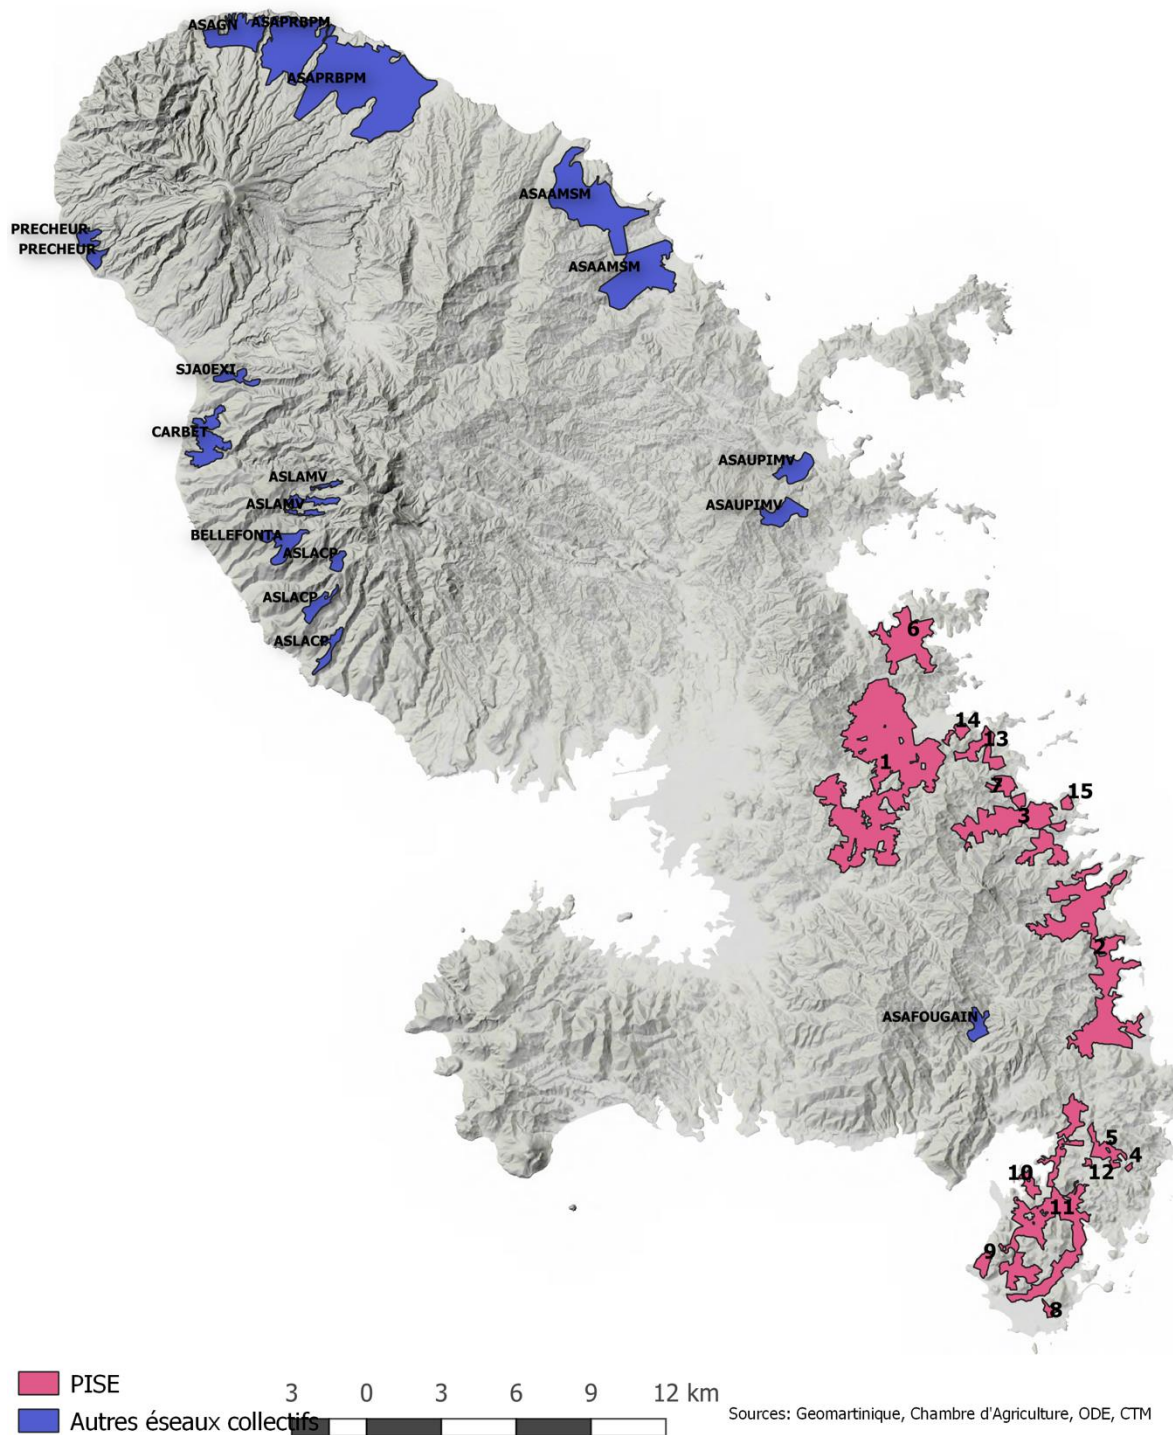 ASAGN ASAPRBPM
ASAPRBPM
ASAAMSM
PRECHEUR
PRECHEUR
ASAAMSM
SJA0EXI
CARBET
ASAUPIMV
ASLAMV
ASLAMV
ASAUPIMV
BELLEFONTA
ASLACP
ASLACP
6
ASLACP
14
13
1
7
15
3
2
ASAFOUGAIN
5
4
10
12
11
9
8
PISE
3 0 3 6 9 12 km
Autres éseaux collectifs
Sources: Geomartinique, Chambre d'Agriculture, ODE, CTM